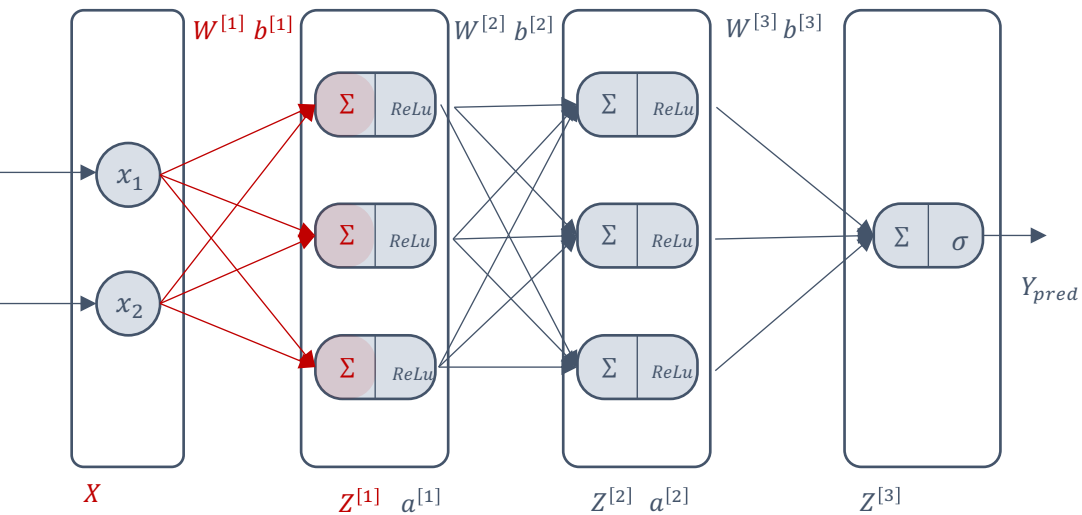 W^[1] b^[1] W^[2] b^[2] W^[3] b^[3]
Σ ReLu Σ ReLu
x_1
Σ ReLu Σ ReLu Σ σ
Y_pred
x_2
Σ ReLu Σ ReLu
X Z^[1] a^[1] Z^[2] a^[2] Z^[3]